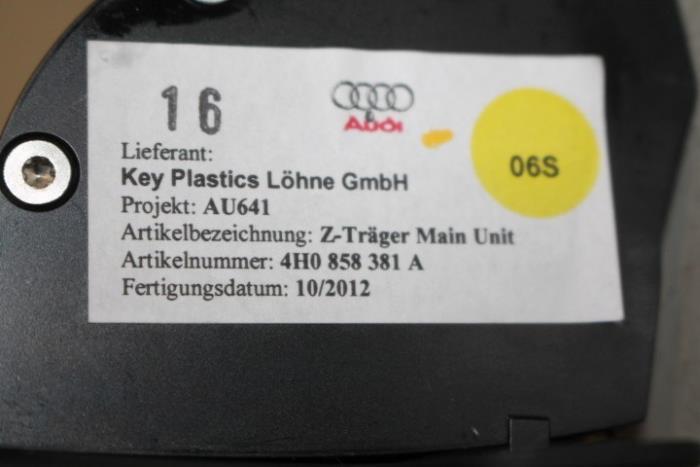 16
Audi
06S
Lieferant:
Key Plastics Löhne GmbH
Projekt: AU641
Artikelbezeichnung: Z-Träger Main Unit
Artikelnummer: 4H0 858 381 A
Fertigungsdatum: 10/2012